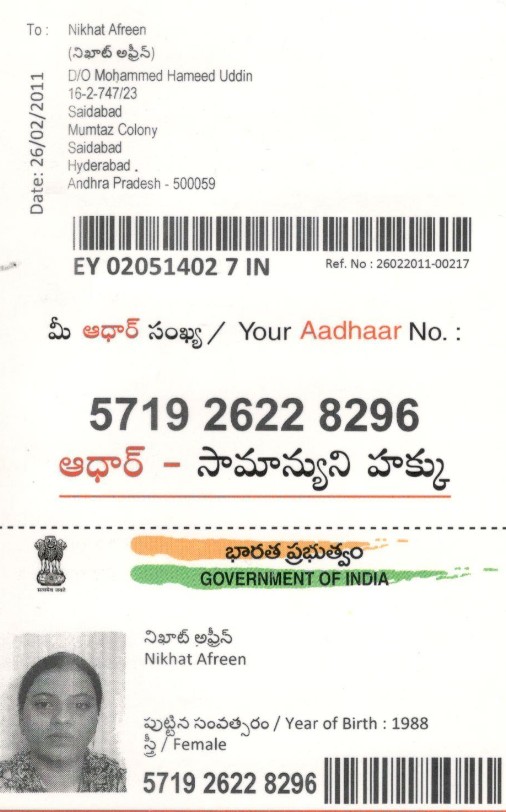 To : Nikhat Afreen
(నిఖాట్ అఫ్రీన్)
D/O Mohammed Hameed Uddin
16-2-747/23
Saidabad
Mumtaz Colony
Saidabad
Hyderabad .
Andhra Pradesh - 500059
Date: 26/02/2011
EY 02051402 7 IN
Ref. No : 26022011-00217
మీ ఆధార్ సంఖ్య / Your Aadhaar No. :
5719 2622 8296
ఆధార్ – సామాన్యుని హక్కు
భారత ప్రభుత్వం
GOVERNMENT OF INDIA
सत्यमेव जयते
నిఖాట్ అఫ్రీన్
Nikhat Afreen
పుట్టిన సంవత్సరం / Year of Birth : 1988
స్త్రీ / Female
5719 2622 8296